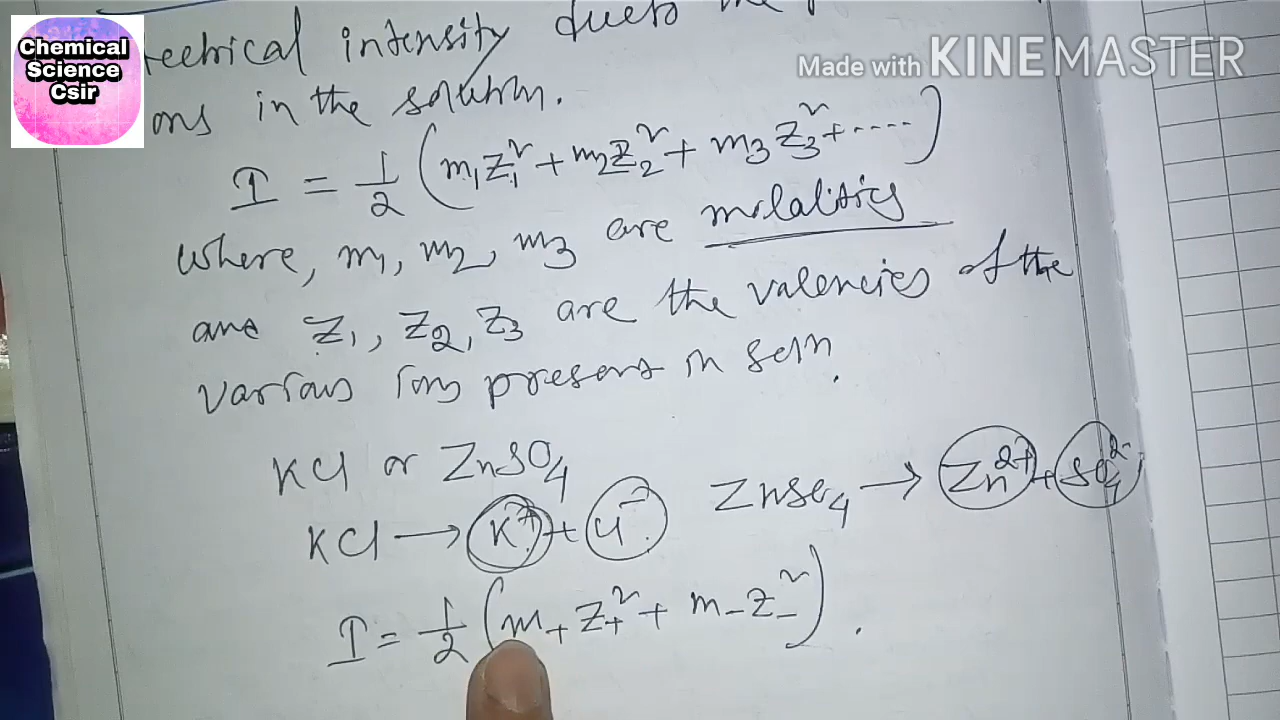 Chemical
Science
Csir
Made with KINEMASTER
intensity due to the
ons in the solution.
I = 1/2 (m₁z₁² + m₂z₂² + m₃z₃² + ....)
where, m₁, m₂, m₃ are molalities
and z₁, z₂, z₃ are the valencies of the
various ions present in soln.
KCl or ZnSO₄
KCl → K⁺ + Cl⁻ ZnSO₄ → Zn²⁺ + SO₄²⁻
I = 1/2 (m₊ z₊² + m₋ z₋²).